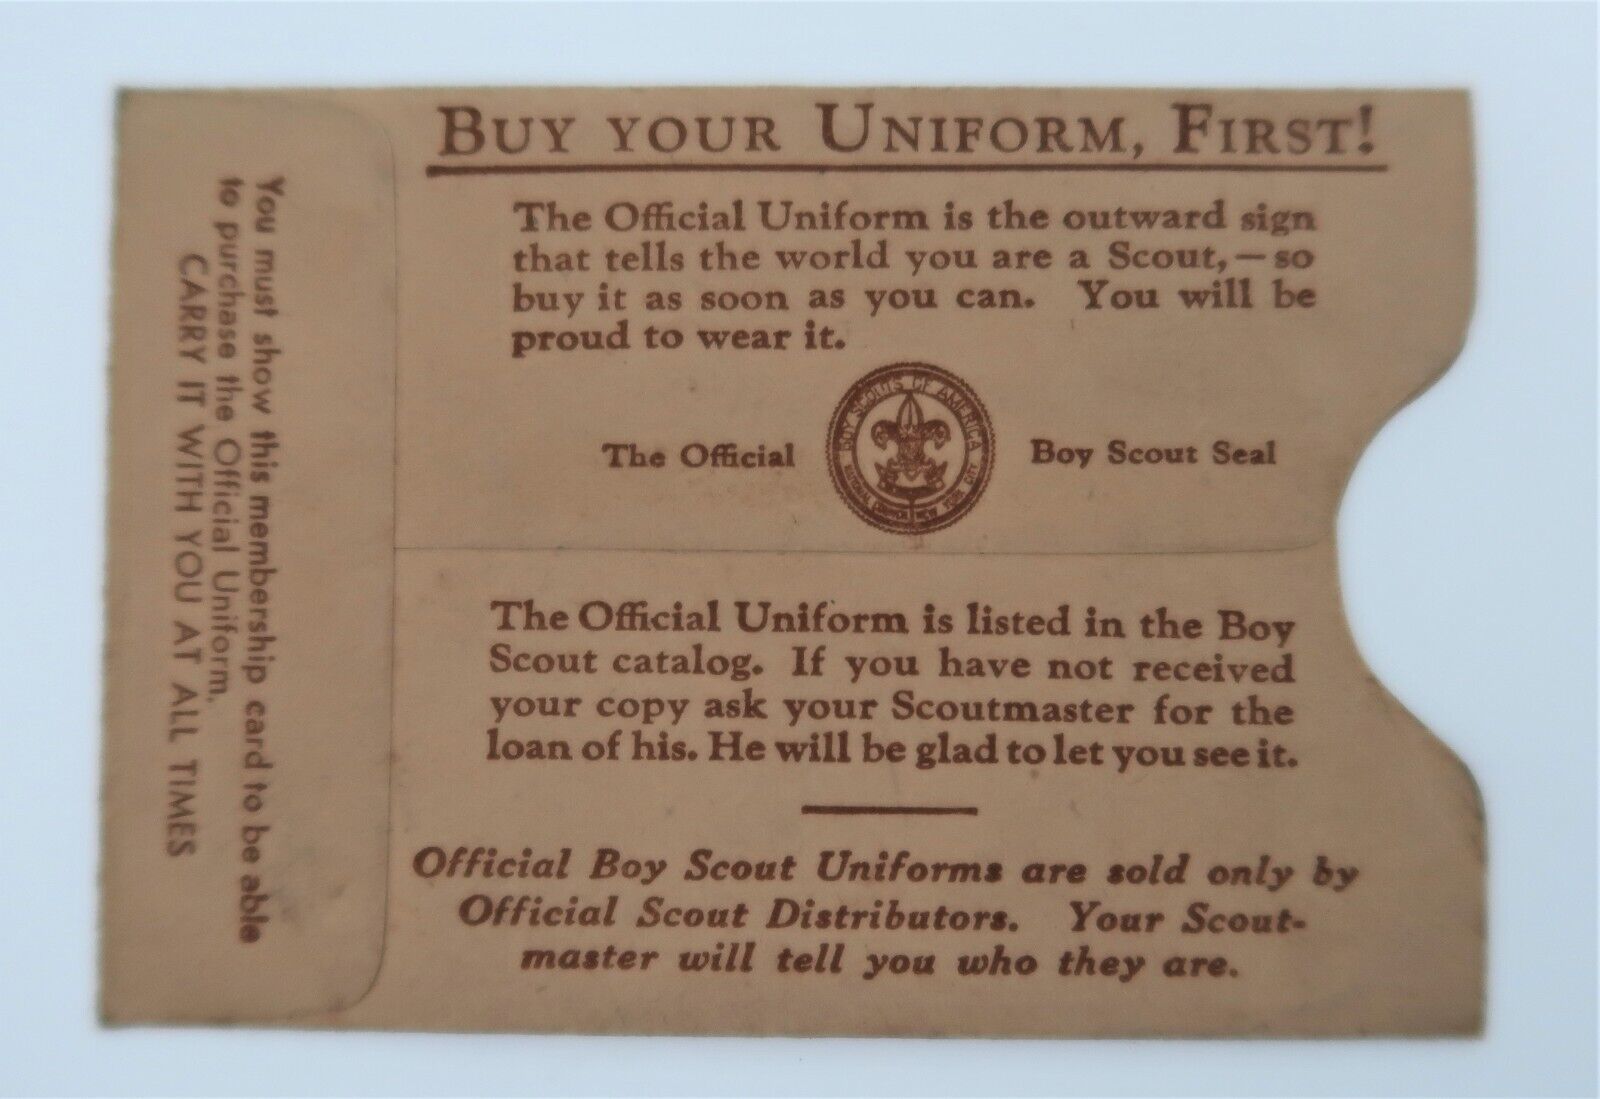 BUY YOUR UNIFORM, FIRST!
The Official Uniform is the outward sign
that tells the world you are a Scout,—so
buy it as soon as you can. You will be
proud to wear it.
The Official
BOY SCOUTS OF AMERICA
NATIONAL COUNCIL NEW YORK CITY
Boy Scout Seal
The Official Uniform is listed in the Boy
Scout catalog. If you have not received
your copy ask your Scoutmaster for the
loan of his. He will be glad to let you see it.
Official Boy Scout Uniforms are sold only by
Official Scout Distributors. Your Scout-
master will tell you who they are.
You must show this membership card to be able
to purchase the Official Uniform.
CARRY IT WITH YOU AT ALL TIMES